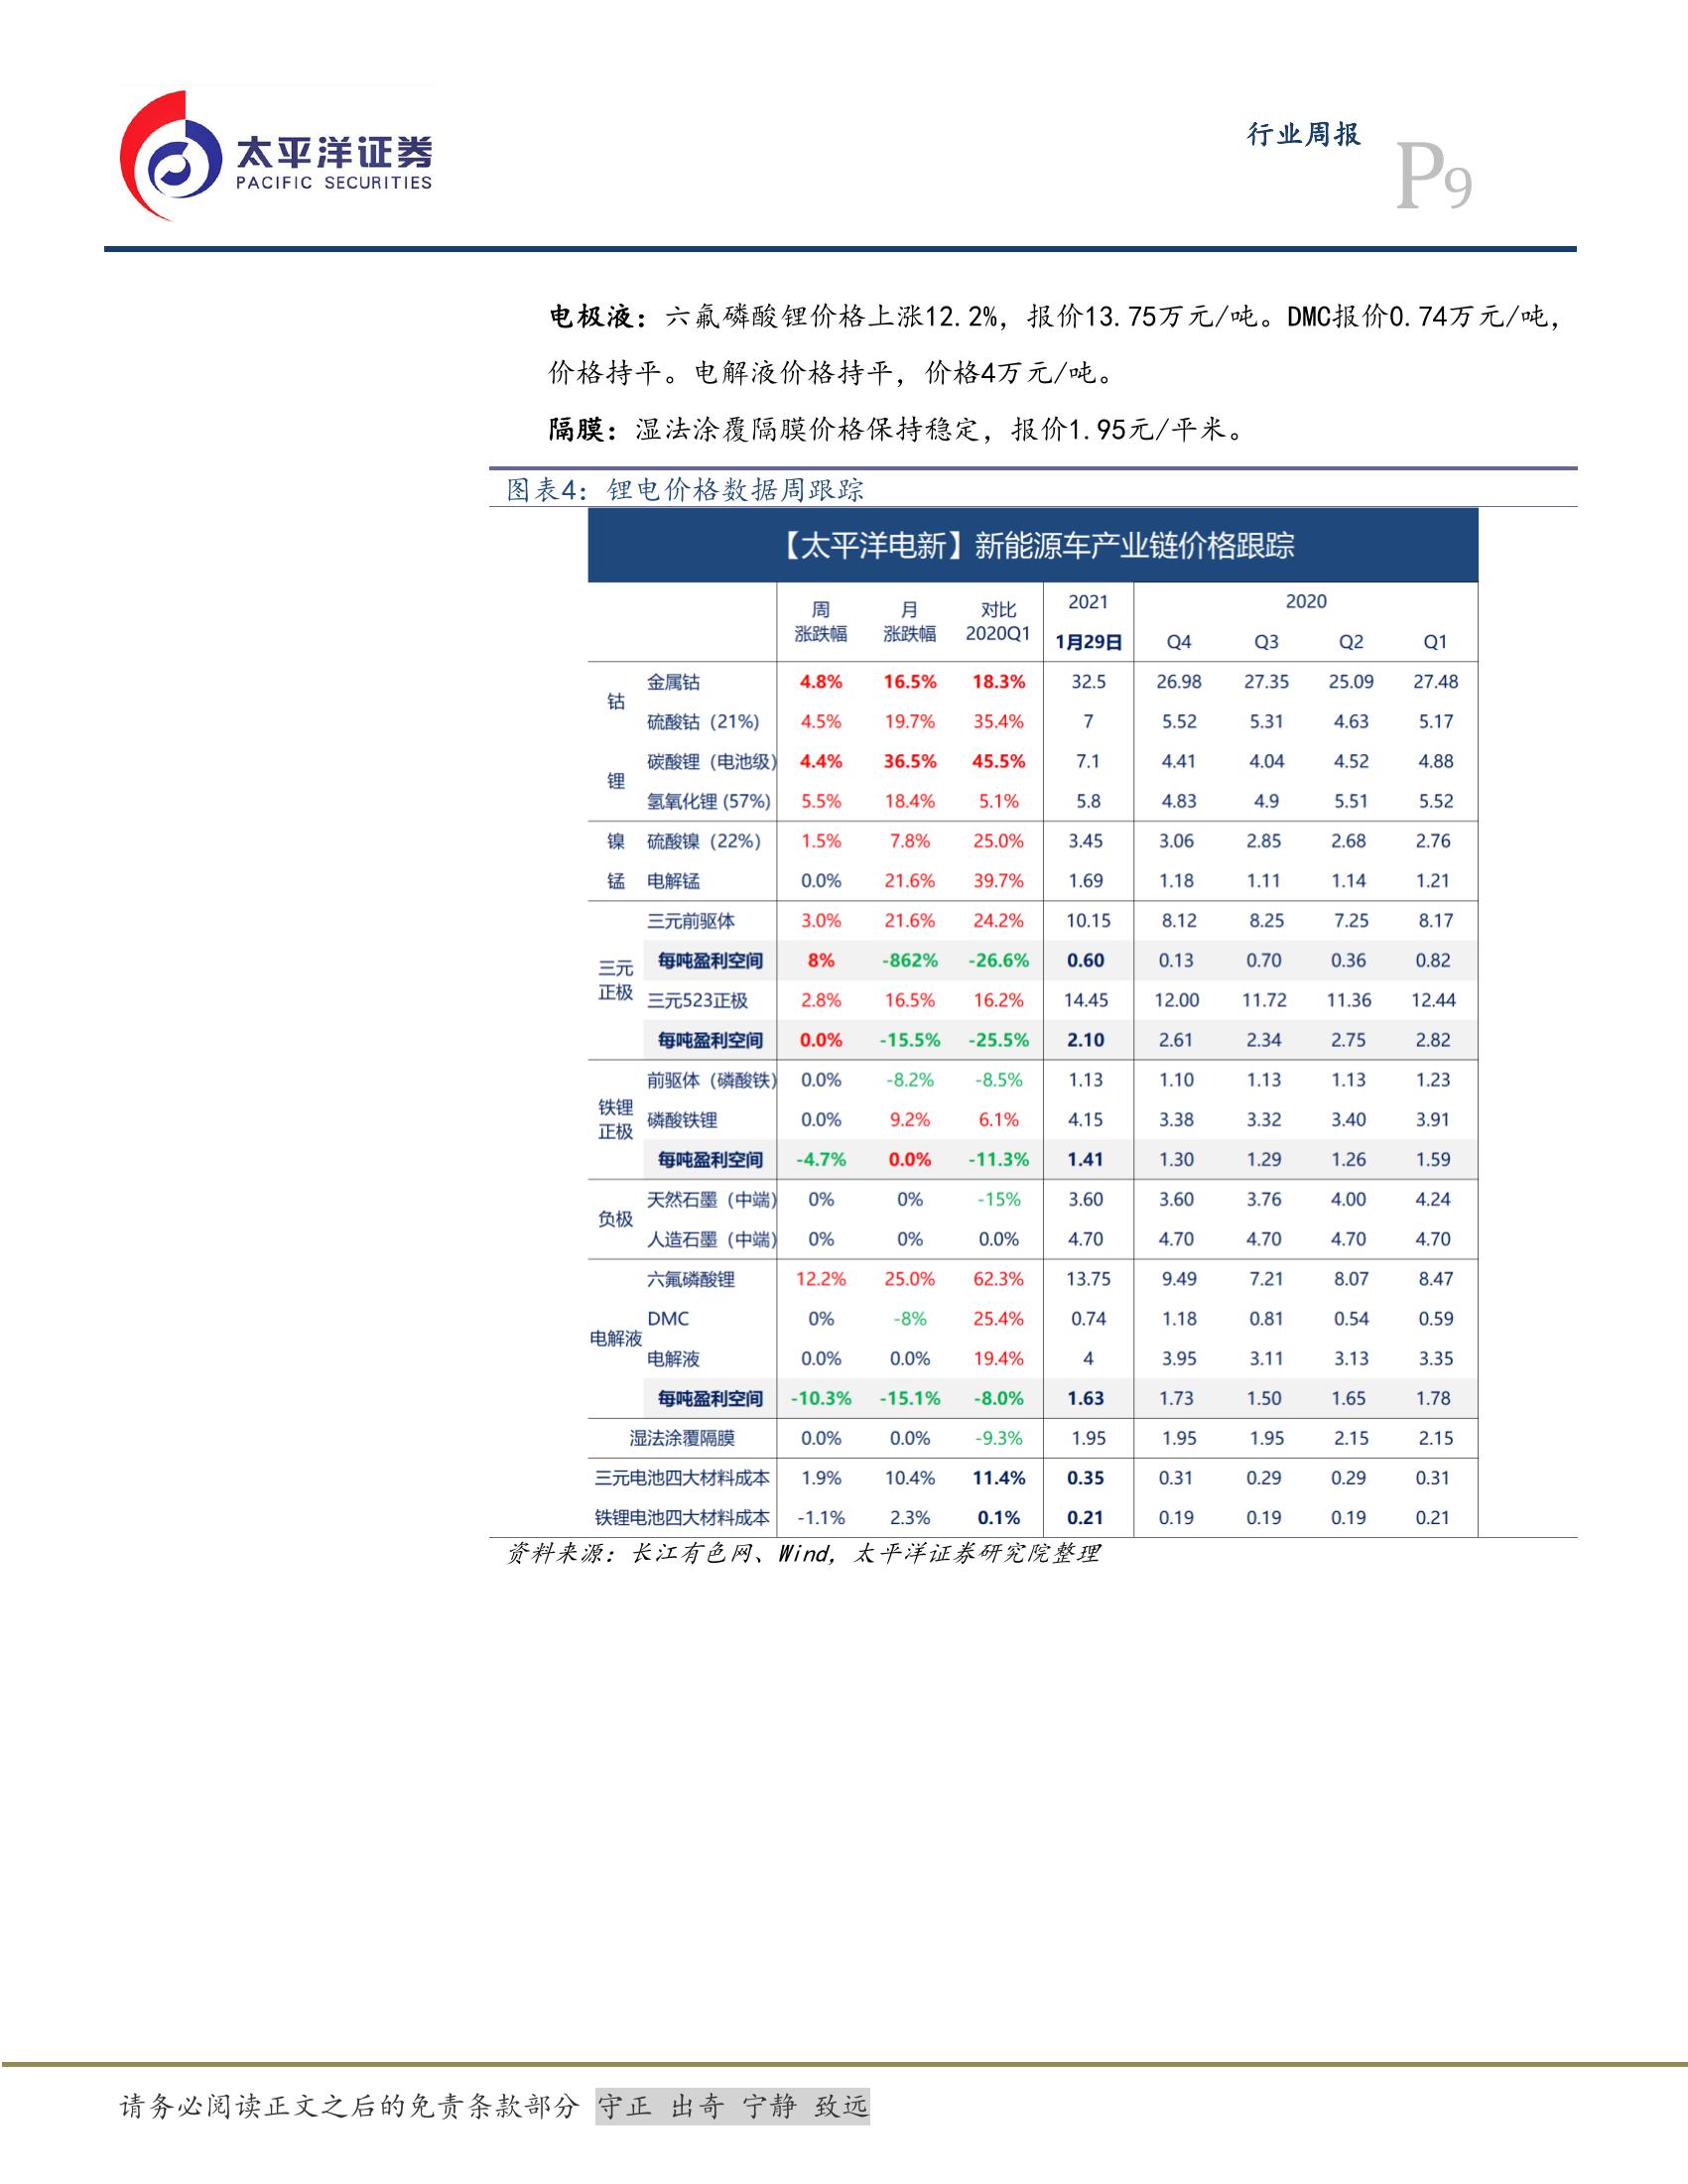 太平洋证券
PACIFIC SECURITIES
行业周报
P9
电极液：六氟磷酸锂价格上涨12.2%，报价13.75万元/吨。DMC报价0.74万元/吨，
价格持平。电解液价格持平，价格4万元/吨。
隔膜：湿法涂覆隔膜价格保持稳定，报价1.95元/平米。
图表4：锂电价格数据周跟踪
【太平洋电新】新能源车产业链价格跟踪
周 月 对比 2021 2020
涨跌幅 涨跌幅 2020Q1 1月29日 Q4 Q3 Q2 Q1
钴
金属钴 4.8% 16.5% 18.3% 32.5 26.98 27.35 25.09 27.48
硫酸钴（21%） 4.5% 19.7% 35.4% 7 5.52 5.31 4.63 5.17
锂
碳酸锂（电池级） 4.4% 36.5% 45.5% 7.1 4.41 4.04 4.52 4.88
氢氧化锂 (57%) 5.5% 18.4% 5.1% 5.8 4.83 4.9 5.51 5.52
镍 硫酸镍（22%） 1.5% 7.8% 25.0% 3.45 3.06 2.85 2.68 2.76
锰 电解锰 0.0% 21.6% 39.7% 1.69 1.18 1.11 1.14 1.21
三元
正极
三元前驱体 3.0% 21.6% 24.2% 10.15 8.12 8.25 7.25 8.17
每吨盈利空间 8% -862% -26.6% 0.60 0.13 0.70 0.36 0.82
三元523正极 2.8% 16.5% 16.2% 14.45 12.00 11.72 11.36 12.44
每吨盈利空间 0.0% -15.5% -25.5% 2.10 2.61 2.34 2.75 2.82
铁锂
正极
前驱体（磷酸铁） 0.0% -8.2% -8.5% 1.13 1.10 1.13 1.13 1.23
磷酸铁锂 0.0% 9.2% 6.1% 4.15 3.38 3.32 3.40 3.91
每吨盈利空间 -4.7% 0.0% -11.3% 1.41 1.30 1.29 1.26 1.59
负极
天然石墨（中端） 0% 0% -15% 3.60 3.60 3.76 4.00 4.24
人造石墨（中端） 0% 0% 0.0% 4.70 4.70 4.70 4.70 4.70
电解液
六氟磷酸锂 12.2% 25.0% 62.3% 13.75 9.49 7.21 8.07 8.47
DMC 0% -8% 25.4% 0.74 1.18 0.81 0.54 0.59
电解液 0.0% 0.0% 19.4% 4 3.95 3.11 3.13 3.35
每吨盈利空间 -10.3% -15.1% -8.0% 1.63 1.73 1.50 1.65 1.78
湿法涂覆隔膜 0.0% 0.0% -9.3% 1.95 1.95 1.95 2.15 2.15
三元电池四大材料成本 1.9% 10.4% 11.4% 0.35 0.31 0.29 0.29 0.31
铁锂电池四大材料成本 -1.1% 2.3% 0.1% 0.21 0.19 0.19 0.19 0.21
资料来源：长江有色网、Wind，太平洋证券研究院整理
请务必阅读正文之后的免责条款部分 守正 出奇 宁静 致远